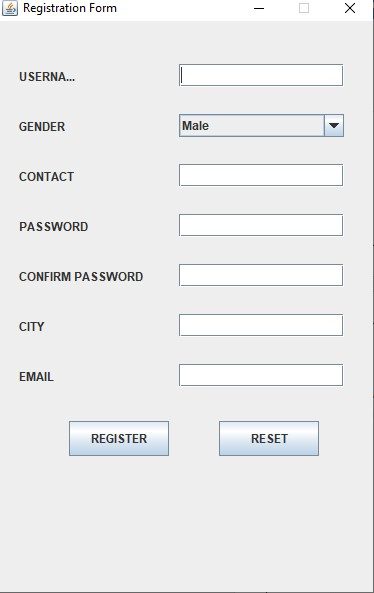 Registration Form
USERNA...
GENDER
Male
CONTACT
PASSWORD
CONFIRM PASSWORD
CITY
EMAIL
REGISTER RESET